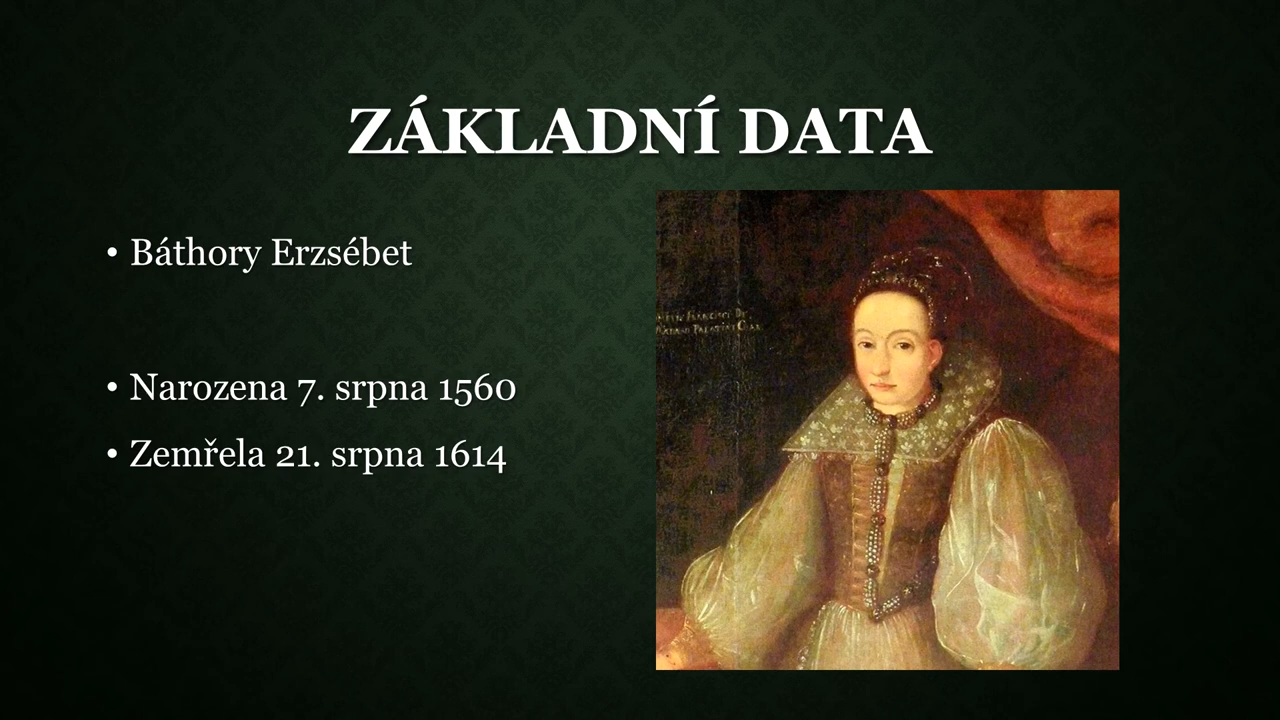 ZÁKLADNÍ DATA
• Báthory Erzsébet
• Narozena 7. srpna 1560
• Zemřela 21. srpna 1614